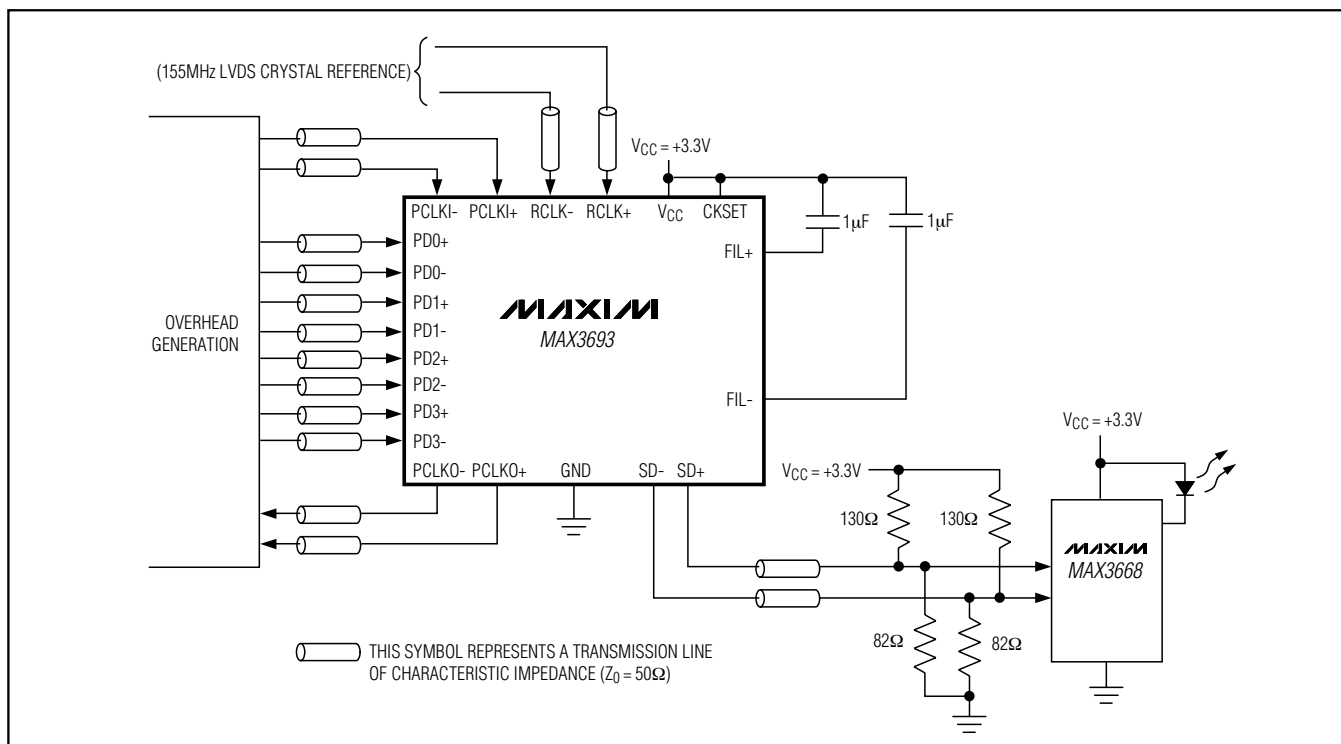 (155MHz LVDS CRYSTAL REFERENCE)
VCC = +3.3V
PCLKI- PCLKI+ RCLK- RCLK+ VCC CKSET
1µF
1µF
PD0+
FIL+
PD0-
PD1+
MAXIM
OVERHEAD
GENERATION
PD1-
MAX3693
PD2+
PD2-
FIL-
PD3+
PD3-
VCC = +3.3V
PCLKO- PCLKO+ GND SD- SD+
VCC = +3.3V
130Ω
130Ω
MAXIM
MAX3668
82Ω
82Ω
THIS SYMBOL REPRESENTS A TRANSMISSION LINE
OF CHARACTERISTIC IMPEDANCE (Z0 = 50Ω)